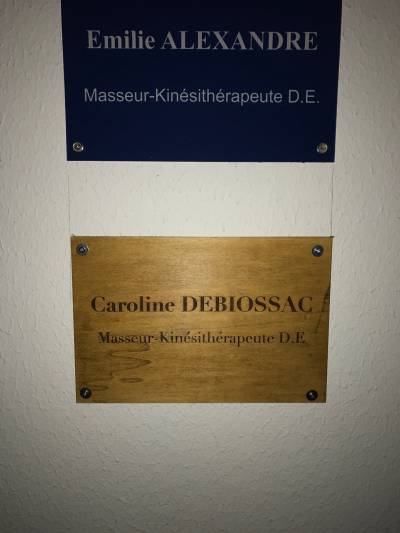 Emilie ALEXANDRE
Masseur-Kinésithérapeute D.E.
Caroline DEBIOSSAC
Masseur-Kinésithérapeute D.E